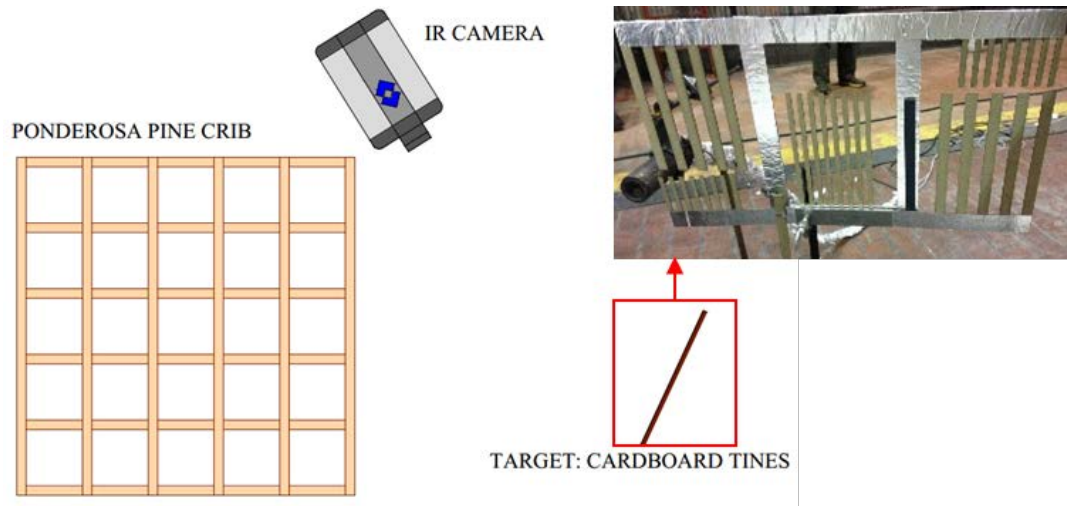 IR CAMERA
PONDEROSA PINE CRIB
TARGET: CARDBOARD TINES